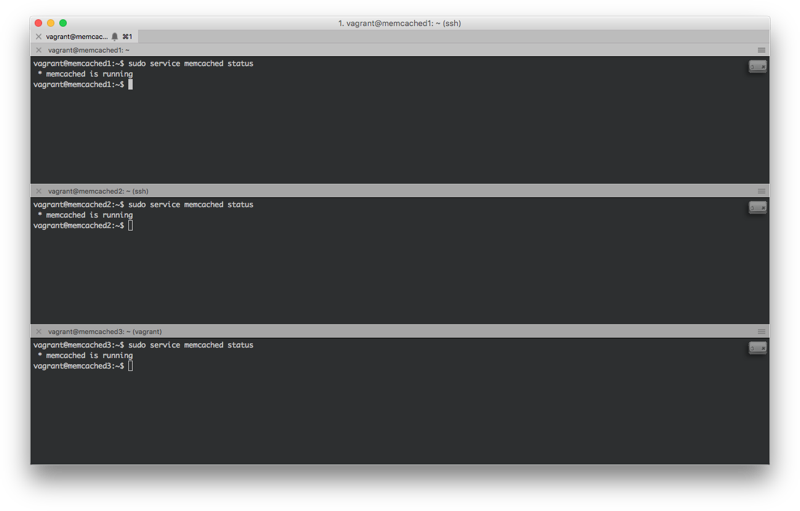 1. vagrant@memcached1: ~ (ssh)
vagrant@memcac... ⌘1
vagrant@memcached1: ~
vagrant@memcached1:~$ sudo service memcached status
* memcached is running
vagrant@memcached1:~$
vagrant@memcached2: ~ (ssh)
vagrant@memcached2:~$ sudo service memcached status
* memcached is running
vagrant@memcached2:~$
vagrant@memcached3: ~ (vagrant)
vagrant@memcached3:~$ sudo service memcached status
* memcached is running
vagrant@memcached3:~$